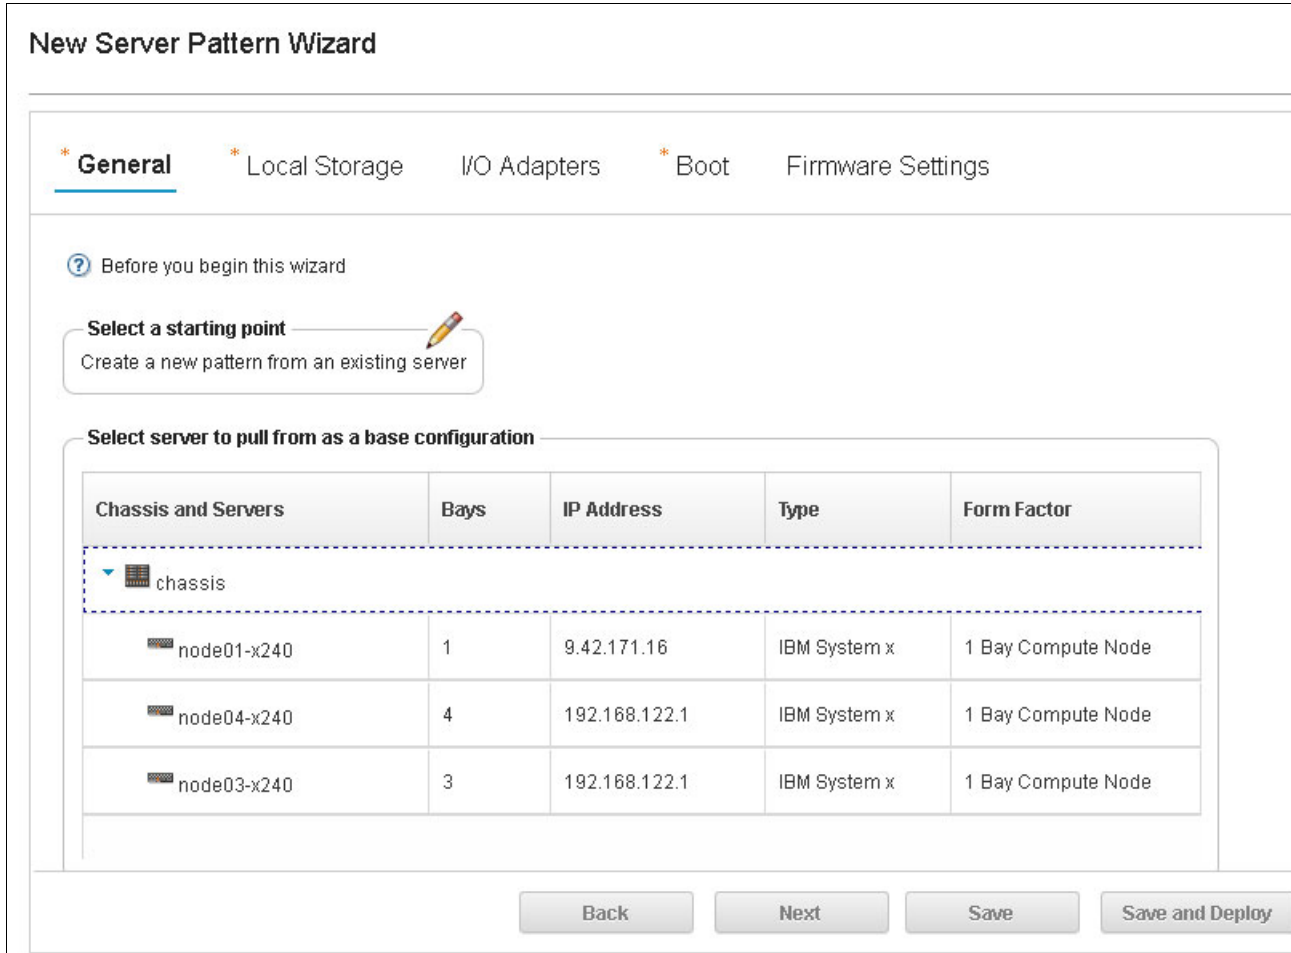 New Server Pattern Wizard
* General * Local Storage I/O Adapters * Boot Firmware Settings
? Before you begin this wizard
Select a starting point
Create a new pattern from an existing server
Select server to pull from as a base configuration
Chassis and Servers Bays IP Address Type Form Factor
chassis
node01-x240 1 9.42.171.16 IBM System x 1 Bay Compute Node
node04-x240 4 192.168.122.1 IBM System x 1 Bay Compute Node
node03-x240 3 192.168.122.1 IBM System x 1 Bay Compute Node
Back Next Save Save and Deploy